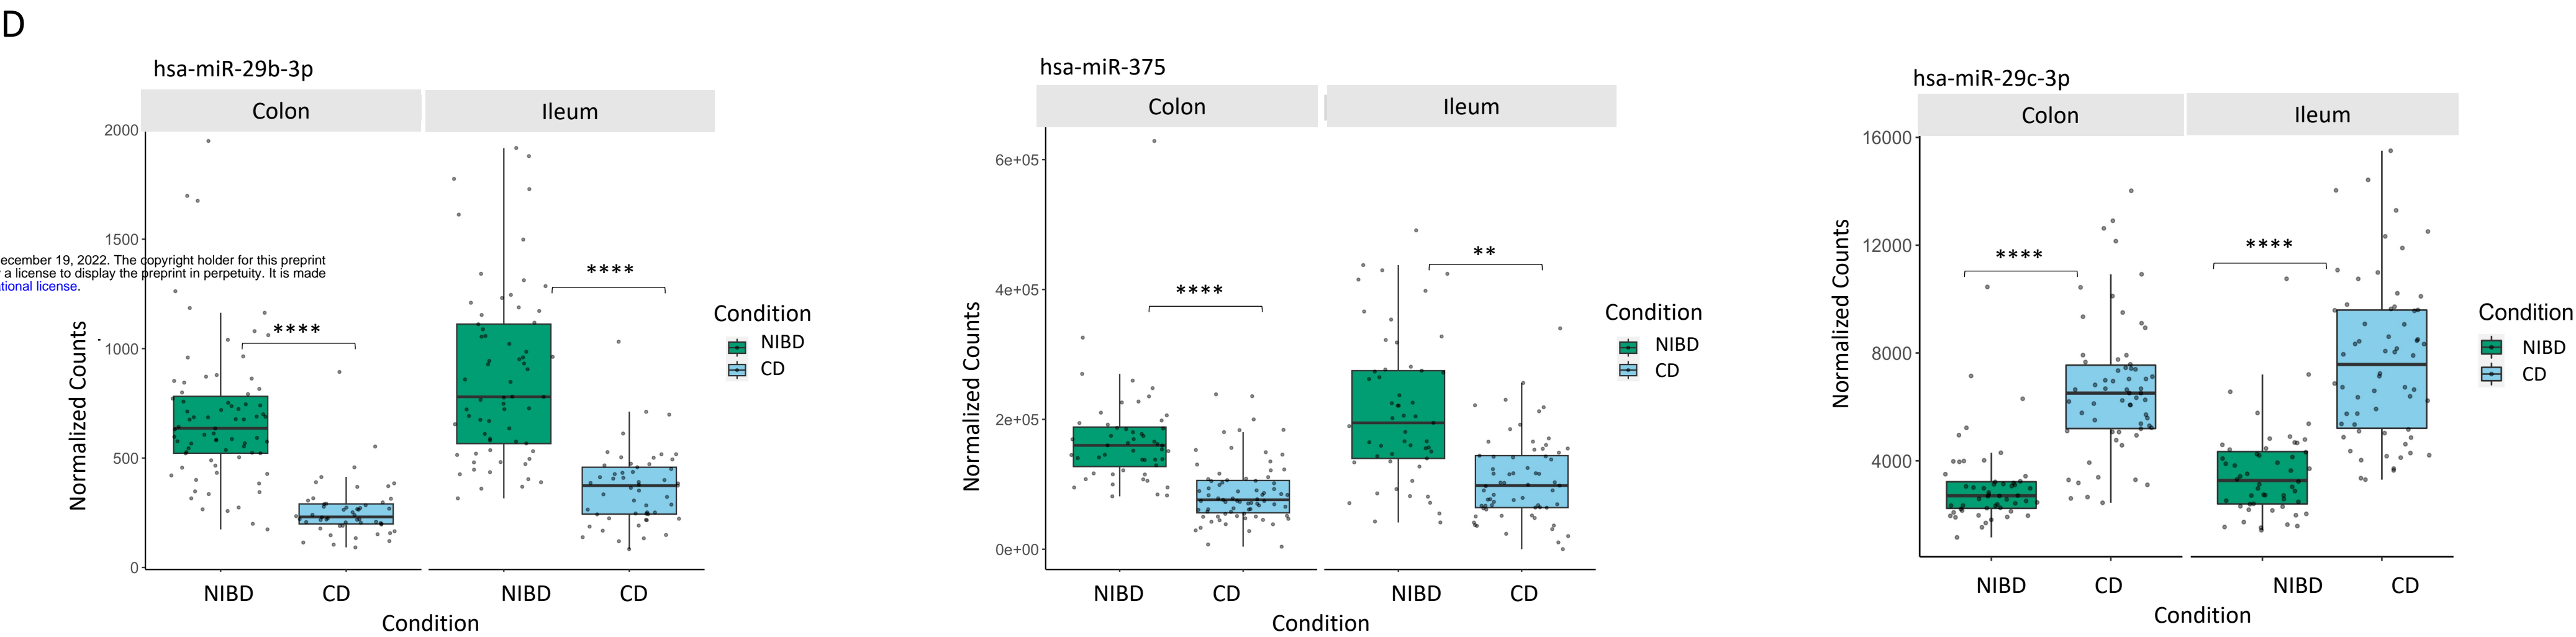 D
hsa-miR-29b-3p
Colon
Ileum
2000
1500
1000
500
0
Normalized Counts
ecember 19, 2022. The copyright holder for this preprint
r a license to display the preprint in perpetuity. It is made
ational license.
****
****
NIBD
CD
NIBD
CD
Condition
Condition
NIBD
CD
hsa-miR-375
Colon
Ileum
6e+05
4e+05
2e+05
0e+00
Normalized Counts
****
**
NIBD
CD
NIBD
CD
Condition
Condition
NIBD
CD
hsa-miR-29c-3p
Colon
Ileum
16000
12000
8000
4000
Normalized Counts
****
****
NIBD
CD
NIBD
CD
Condition
Condition
NIBD
CD